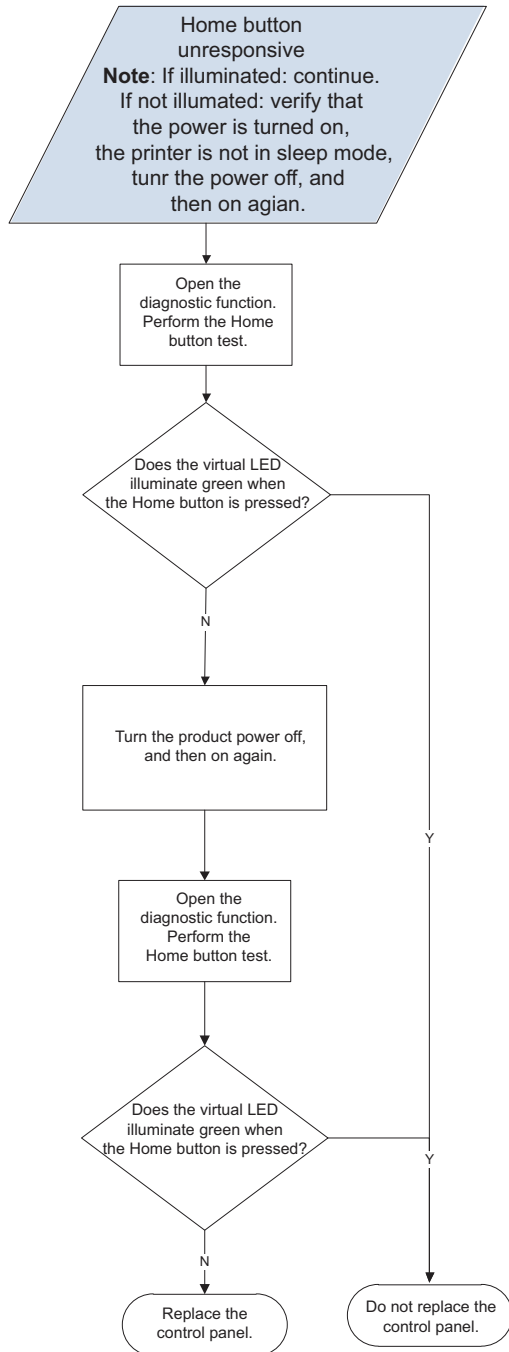 Home button
unresponsive
Note: If illuminated: continue.
If not illumated: verify that
the power is turned on,
the printer is not in sleep mode,
tunr the power off, and
then on agian.
Open the
diagnostic function.
Perform the Home
button test.
Does the virtual LED
illuminate green when
the Home button is pressed?
N
Turn the product power off,
and then on again.
Y
Open the
diagnostic function.
Perform the
Home button test.
Does the virtual LED
illuminate green when
the Home button is pressed?
Y
N
Replace the
control panel.
Do not replace the
control panel.